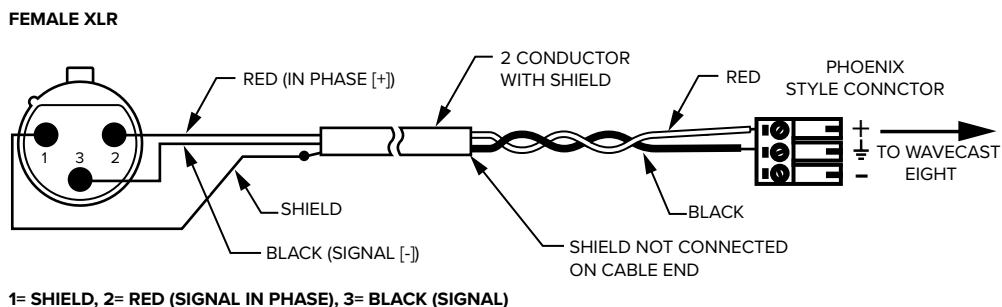 FEMALE XLR
RED (IN PHASE [+])
2 CONDUCTOR
WITH SHIELD
RED
PHOENIX
STYLE CONNCTOR
1
3
2
+
-
TO WAVECAST
EIGHT
SHIELD
BLACK (SIGNAL [-])
BLACK
SHIELD NOT CONNECTED
ON CABLE END
1= SHIELD, 2= RED (SIGNAL IN PHASE), 3= BLACK (SIGNAL)